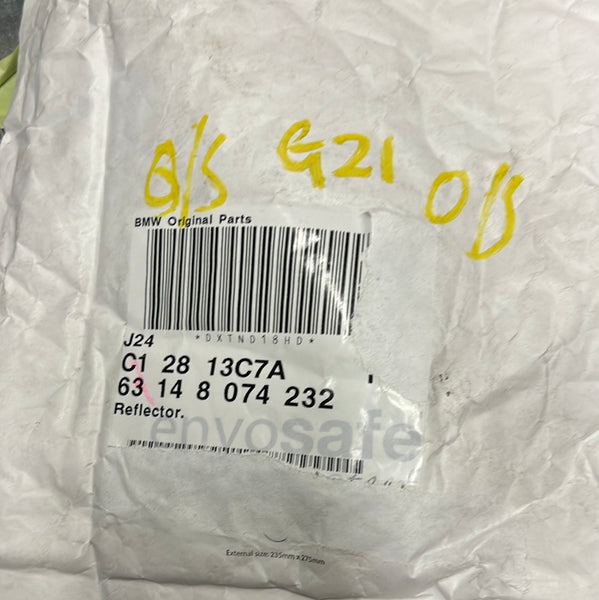 O/S G21 O/S
BMW Original Parts
J24 *DXTND18HD*
C1 28 13C7A
63 14 8 074 232
Reflector.
envosafe
External size: 235mm x 275mm